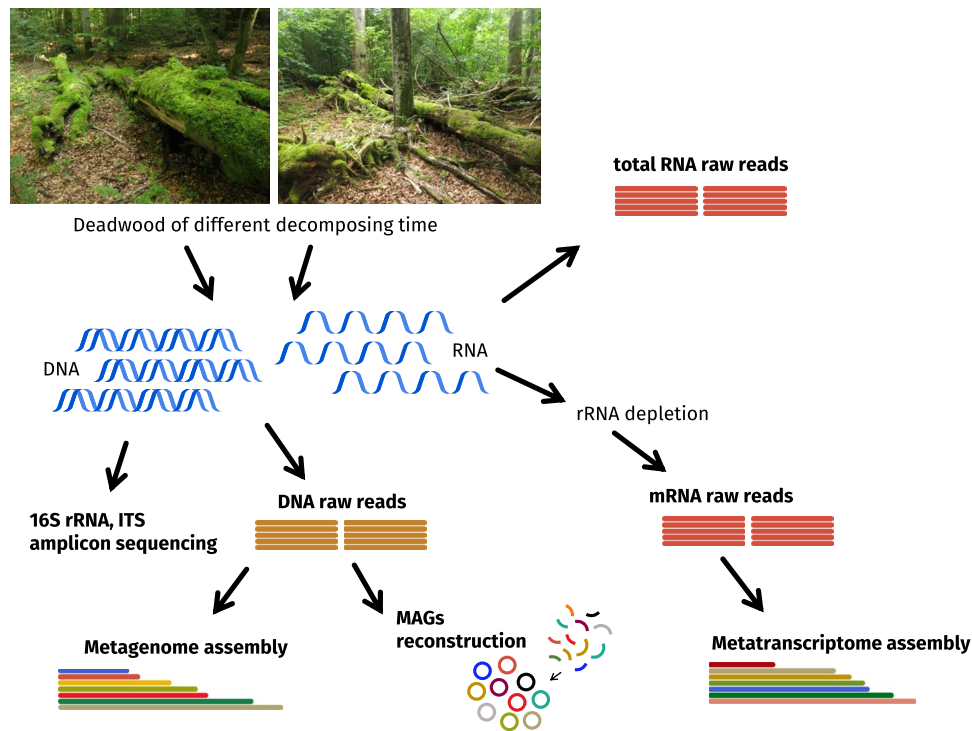 total RNA raw reads
Deadwood of different decomposing time
DNA
RNA
rRNA depletion
DNA raw reads
mRNA raw reads
16S rRNA, ITS
amplicon sequencing
MAGs
reconstruction
Metagenome assembly
Metatranscriptome assembly